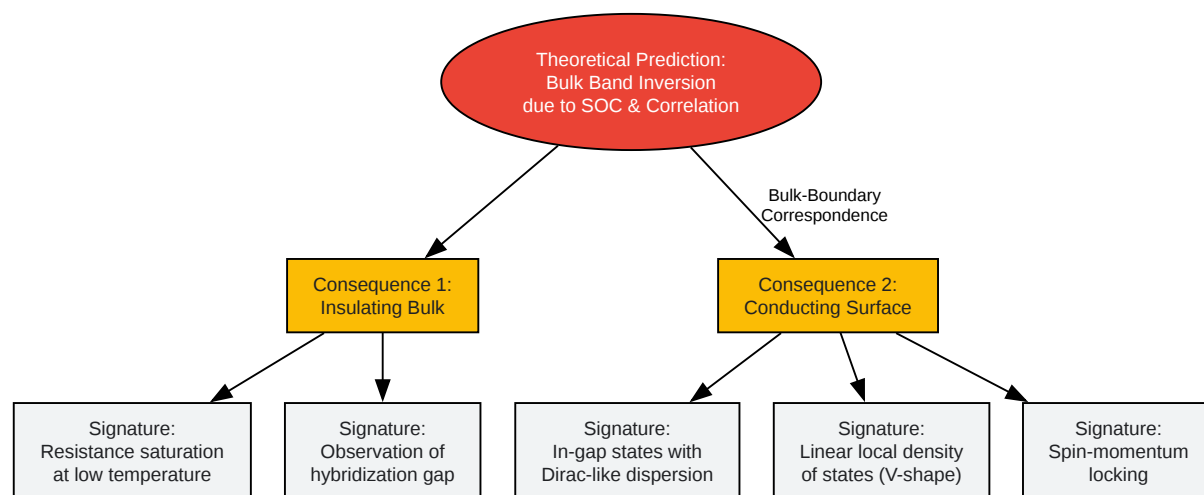 Theoretical Prediction:
Bulk Band Inversion
due to SOC & Correlation
Bulk-Boundary
Correspondence
Consequence 1:
Insulating Bulk
Consequence 2:
Conducting Surface
Signature:
Resistance saturation
at low temperature
Signature:
Observation of
hybridization gap
Signature:
In-gap states with
Dirac-like dispersion
Signature:
Linear local density
of states (V-shape)
Signature:
Spin-momentum
locking